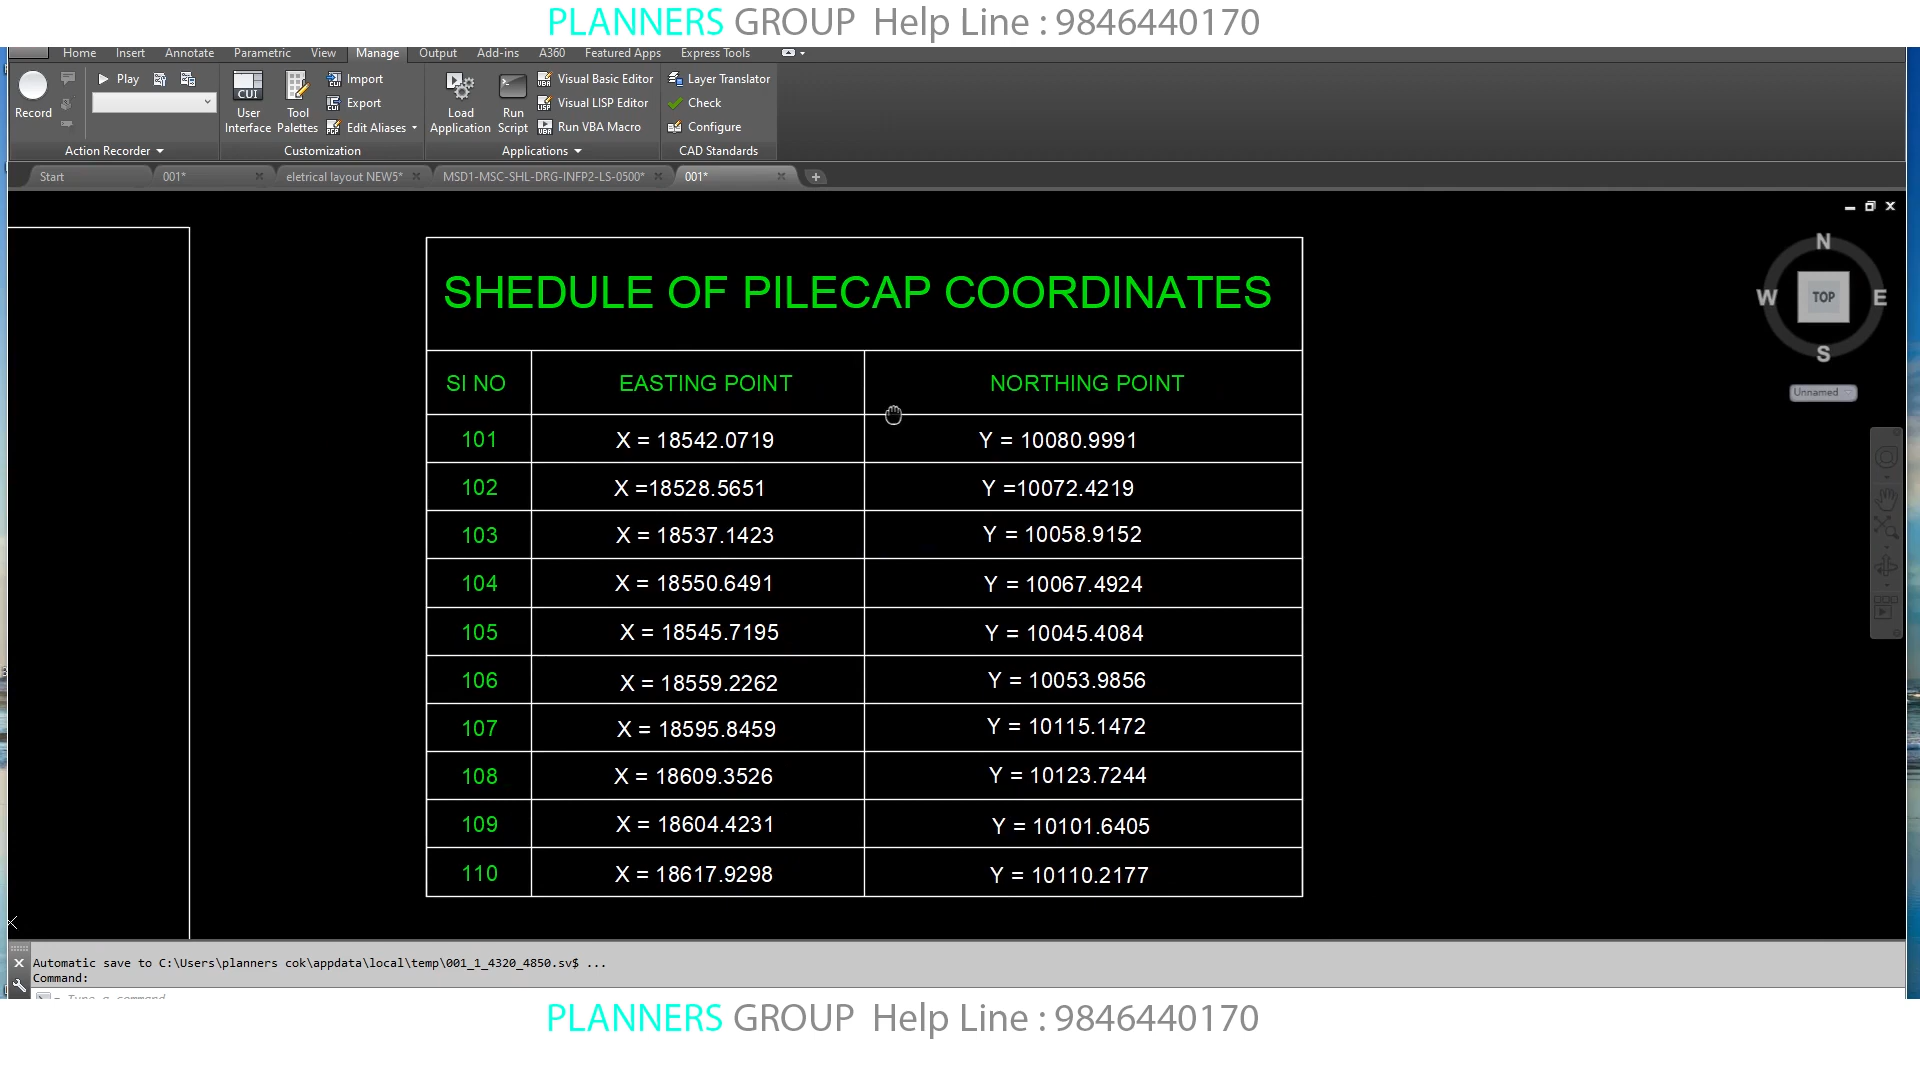 PLANNERS GROUP Help Line : 9846440170
Home Insert Annotate Parametric View Manage Output Add-ins A360 Featured Apps Express Tools
Record
Play
CUI
User Interface
Tool Palettes
Import
Export
Edit Aliases
Load Application
Run Script
Visual Basic Editor
Visual LISP Editor
Run VBA Macro
Layer Translator
Check
Configure
Action Recorder Customization Applications CAD Standards
Start 001* eletrical layout NEW5* MSD1-MSC-SHL-DRG-INFP2-LS-0500* 001*
N
W TOP E
S
Unnamed
SHEDULE OF PILECAP COORDINATES
SI NO EASTING POINT NORTHING POINT
101 X = 18542.0719 Y = 10080.9991
102 X =18528.5651 Y =10072.4219
103 X = 18537.1423 Y = 10058.9152
104 X = 18550.6491 Y = 10067.4924
105 X = 18545.7195 Y = 10045.4084
106 X = 18559.2262 Y = 10053.9856
107 X = 18595.8459 Y = 10115.1472
108 X = 18609.3526 Y = 10123.7244
109 X = 18604.4231 Y = 10101.6405
110 X = 18617.9298 Y = 10110.2177
Automatic save to C:\Users\planners cok\appdata\local\temp\001_1_4320_4850.sv$ ...
Command:
Type a command
PLANNERS GROUP Help Line : 9846440170